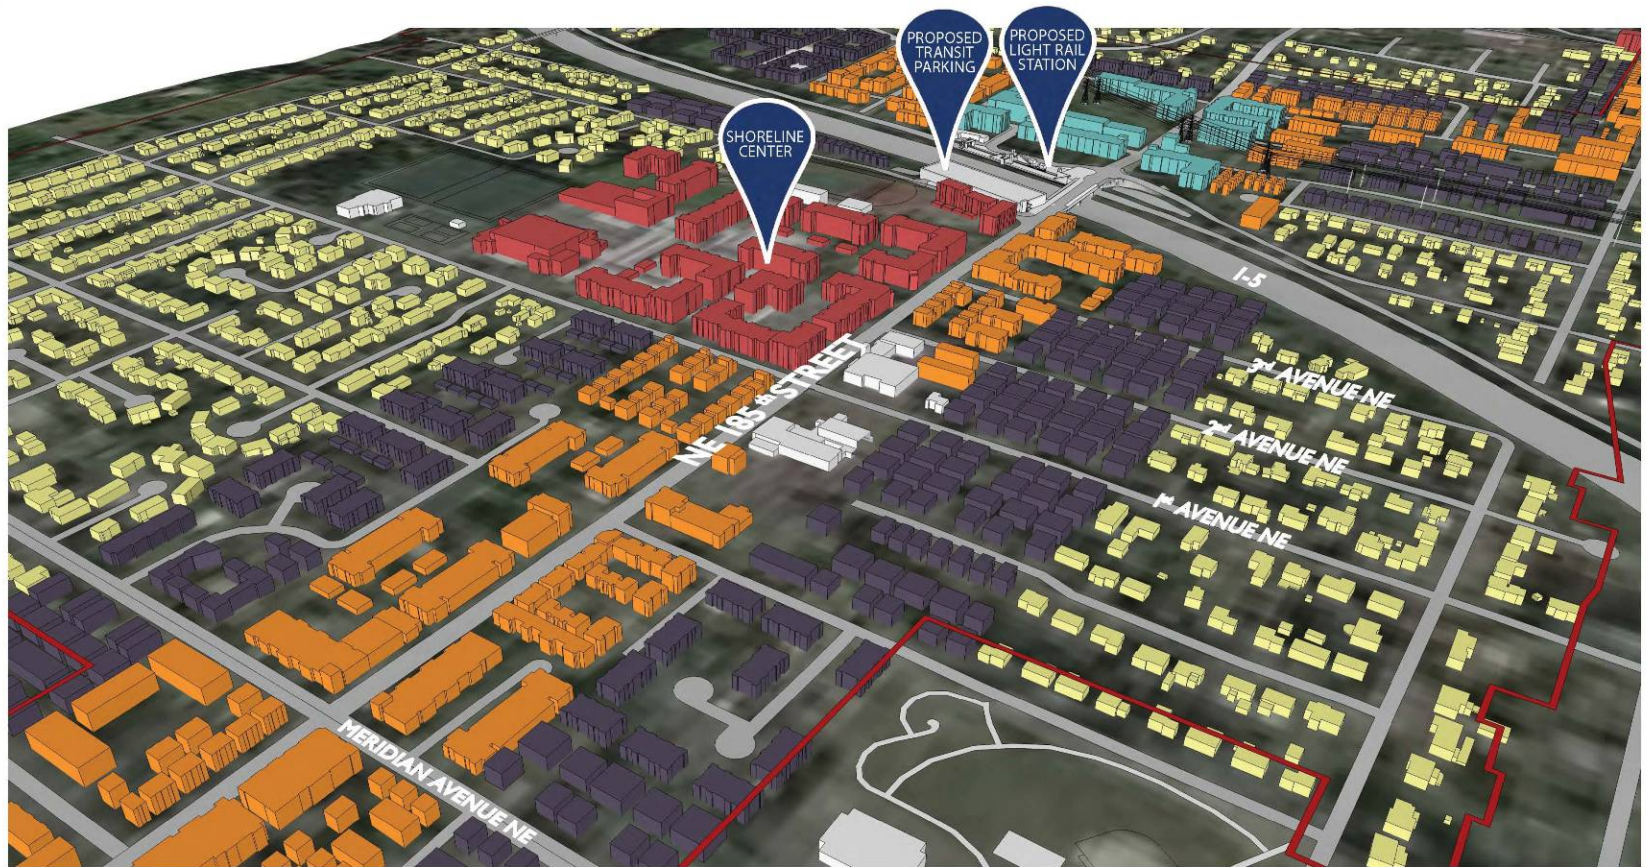 PROPOSED
TRANSIT
PARKING
PROPOSED
LIGHT RAIL
STATION
SHORELINE
CENTER
I-5
NE 185th STREET
3rd AVENUE NE
2nd AVENUE NE
1st AVENUE NE
MERIDIAN AVENUE NE